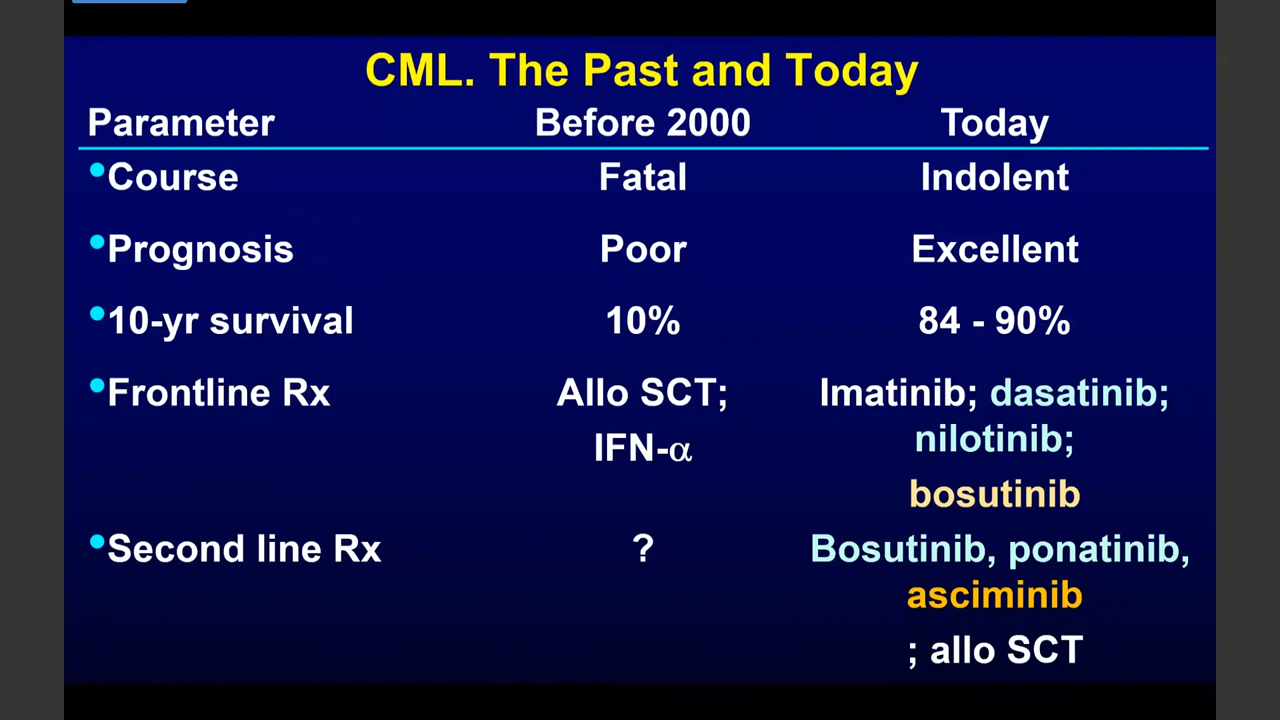 CML. The Past and Today
Parameter Before 2000 Today
•Course Fatal Indolent
•Prognosis Poor Excellent
•10-yr survival 10% 84 - 90%
•Frontline Rx Allo SCT; Imatinib; dasatinib;
IFN-α nilotinib;
bosutinib
•Second line Rx ? Bosutinib, ponatinib,
asciminib
; allo SCT